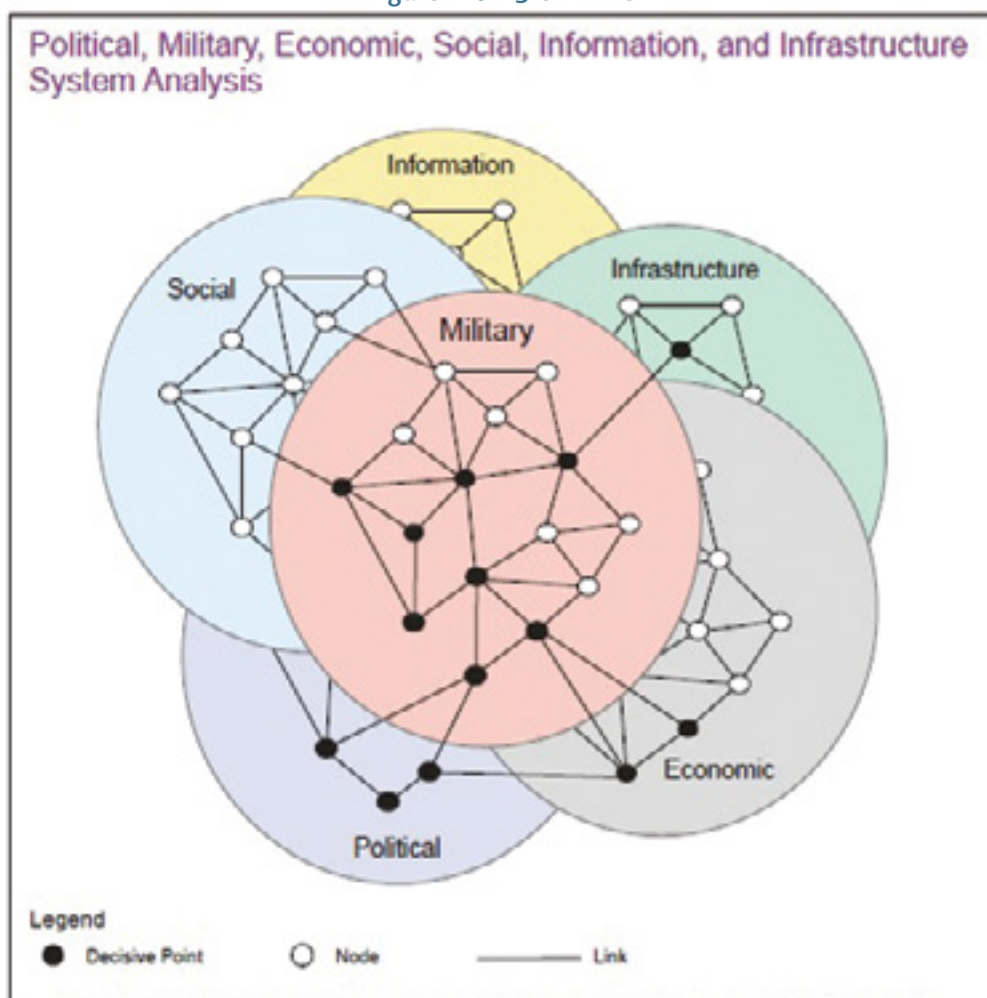 Political, Military, Economic, Social, Information, and Infrastructure
System Analysis
Information
Infrastructure
Social
Military
Economic
Political
Legend
Decisive Point
Node
Link